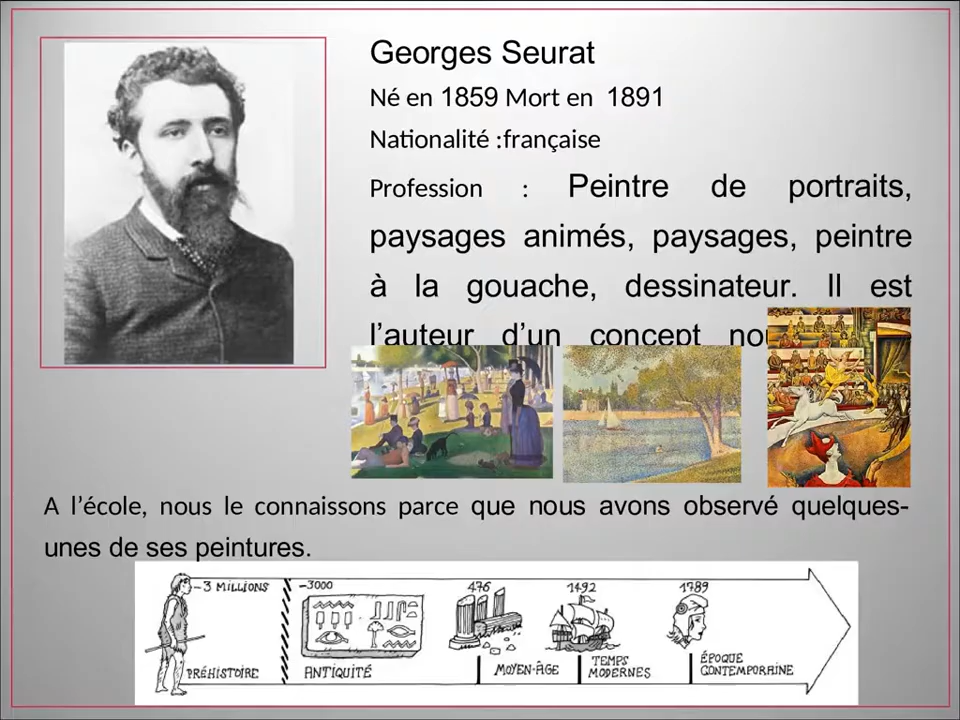 Georges Seurat
Né en 1859 Mort en 1891
Nationalité :française
Profession : Peintre de portraits,
paysages animés, paysages, peintre
à la gouache, dessinateur. Il est
l’auteur d’un concept
A l’école, nous le connaissons parce que nous avons observé quelques-
unes de ses peintures.
-3 MILLIONS -3000 476 1492 1789
PRÉHISTOIRE ANTIQUITÉ MOYEN-ÂGE TEMPS MODERNES ÉPOQUE CONTEMPORAINE